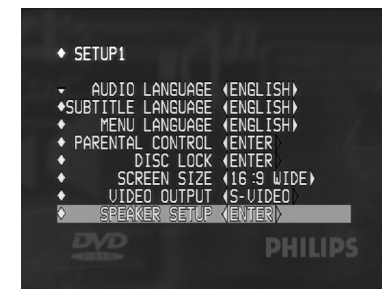 SETUP1
AUDIO LANGUAGE ENGLISH
SUBTITLE LANGUAGE ENGLISH
MENU LANGUAGE ENGLISH
PARENTAL CONTROL ENTER
DISC LOCK ENTER
SCREEN SIZE 16:9 WIDE
VIDEO OUTPUT S-VIDEO
SPEAKER SETUP ENTER
DVD PHILIPS
VIDEO